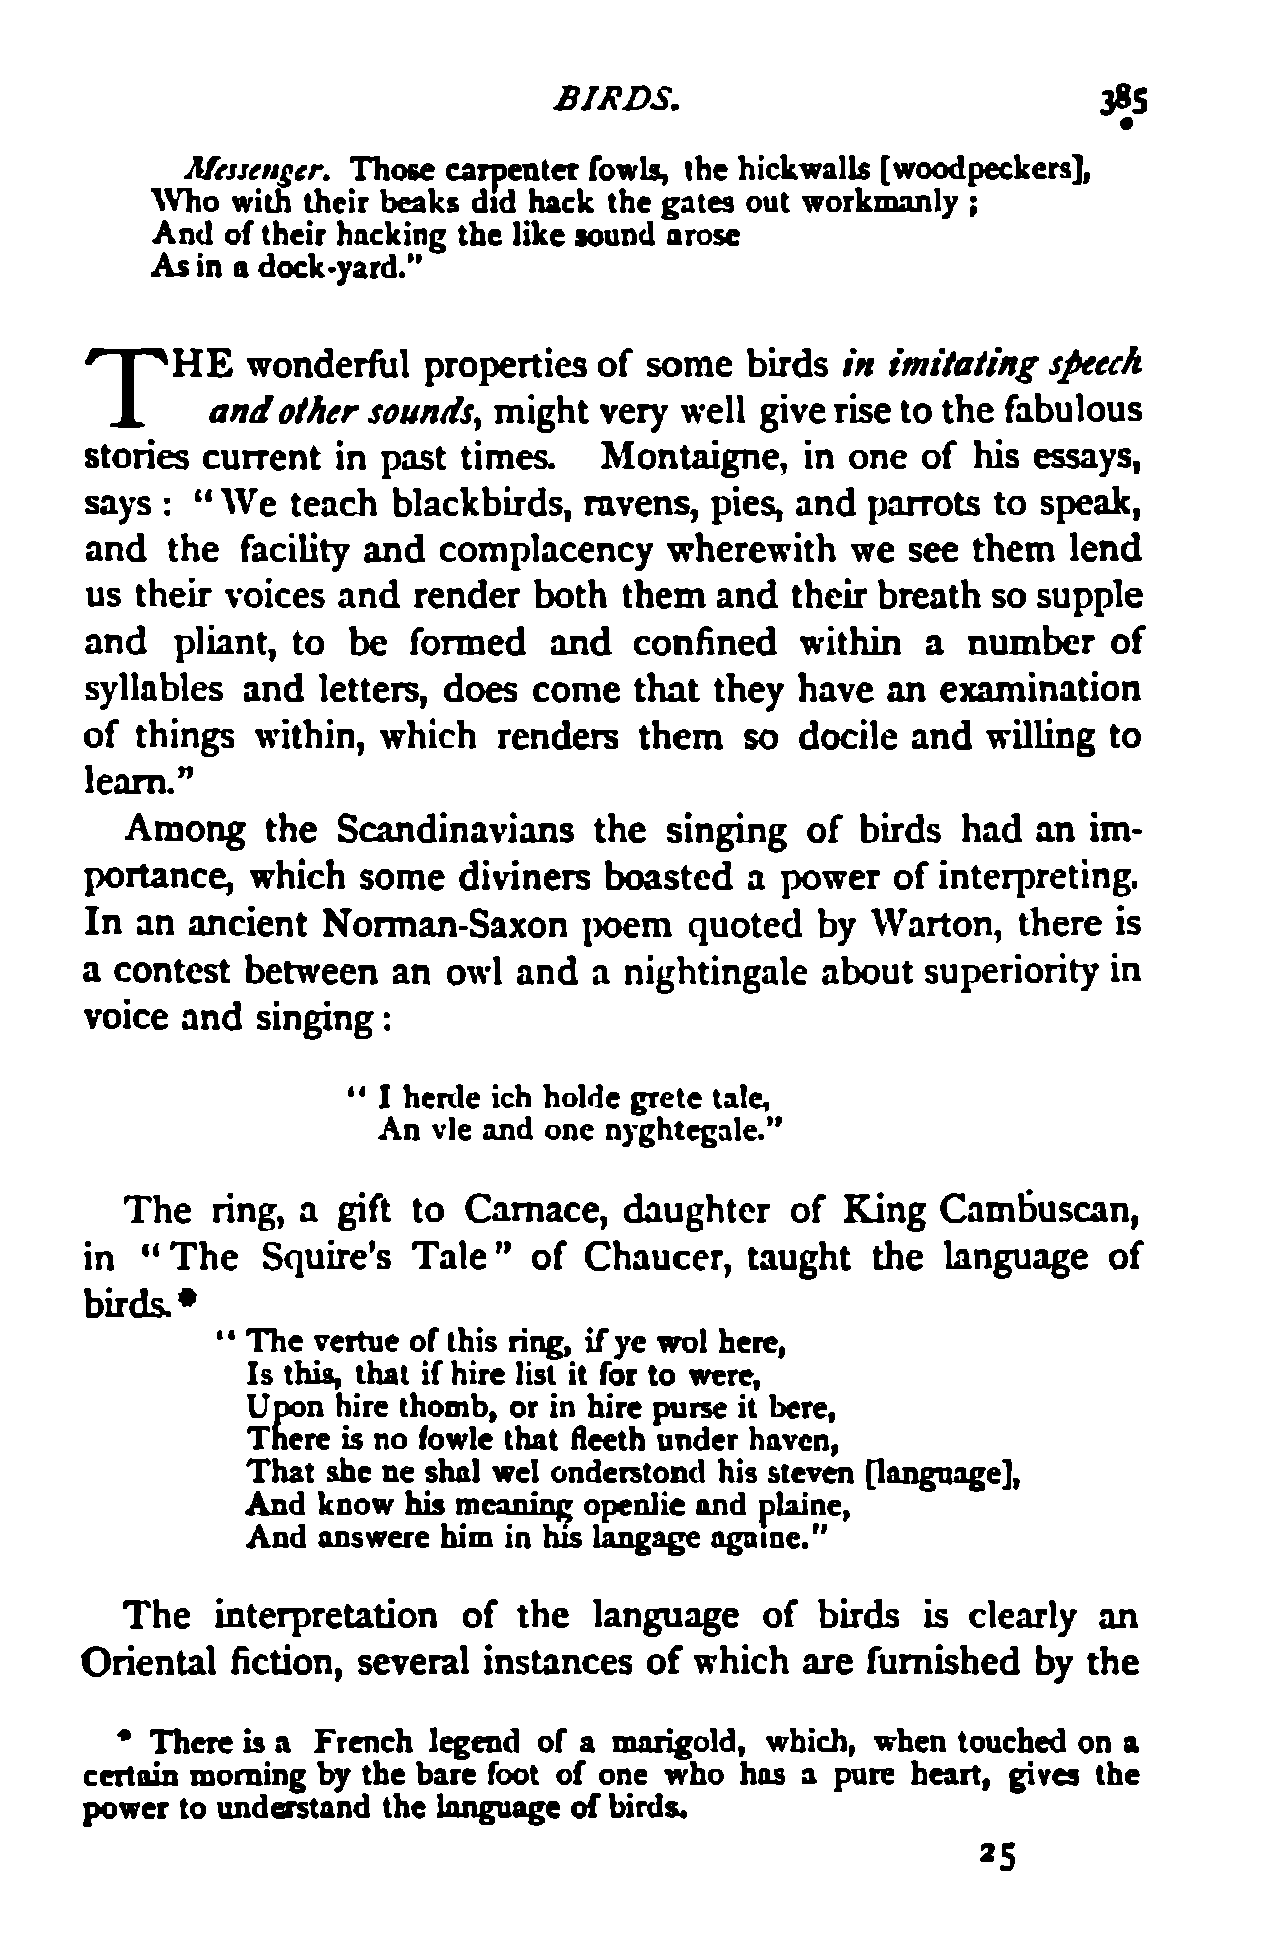 BIRDS. 385
Messenger. Those carpenter fowls, the hickwalls [woodpeckers],
Who with their beaks did hack the gates out workmanly ;
And of their hacking the like sound arose
As in a dock-yard."
THE wonderful properties of some birds in imitating speech
and other sounds, might very well give rise to the fabulous
stories current in past times. Montaigne, in one of his essays,
says : "We teach blackbirds, ravens, pies, and parrots to speak,
and the facility and complacency wherewith we see them lend
us their voices and render both them and their breath so supple
and pliant, to be formed and confined within a number of
syllables and letters, does come that they have an examination
of things within, which renders them so docile and willing to
learn."
Among the Scandinavians the singing of birds had an im-
portance, which some diviners boasted a power of interpreting.
In an ancient Norman-Saxon poem quoted by Warton, there is
a contest between an owl and a nightingale about superiority in
voice and singing :
" I herde ich holde grete tale,
An vle and one nyghtegale."
The ring, a gift to Carnace, daughter of King Cambuscan,
in "The Squire's Tale" of Chaucer, taught the language of
birds.*
" The vertue of this ring, if ye wol here,
Is this, that if hire list it for to were,
Upon hire thomb, or in hire purse it bere,
There is no fowle that fleeth under haven,
That she ne shal wel onderstond his steven [language],
And know his meaning openlie and plaine,
And answere him in his langage againe."
The interpretation of the language of birds is clearly an
Oriental fiction, several instances of which are furnished by the
* There is a French legend of a marigold, which, when touched on a
certain morning by the bare foot of one who has a pure heart, gives the
power to understand the language of birds.
25